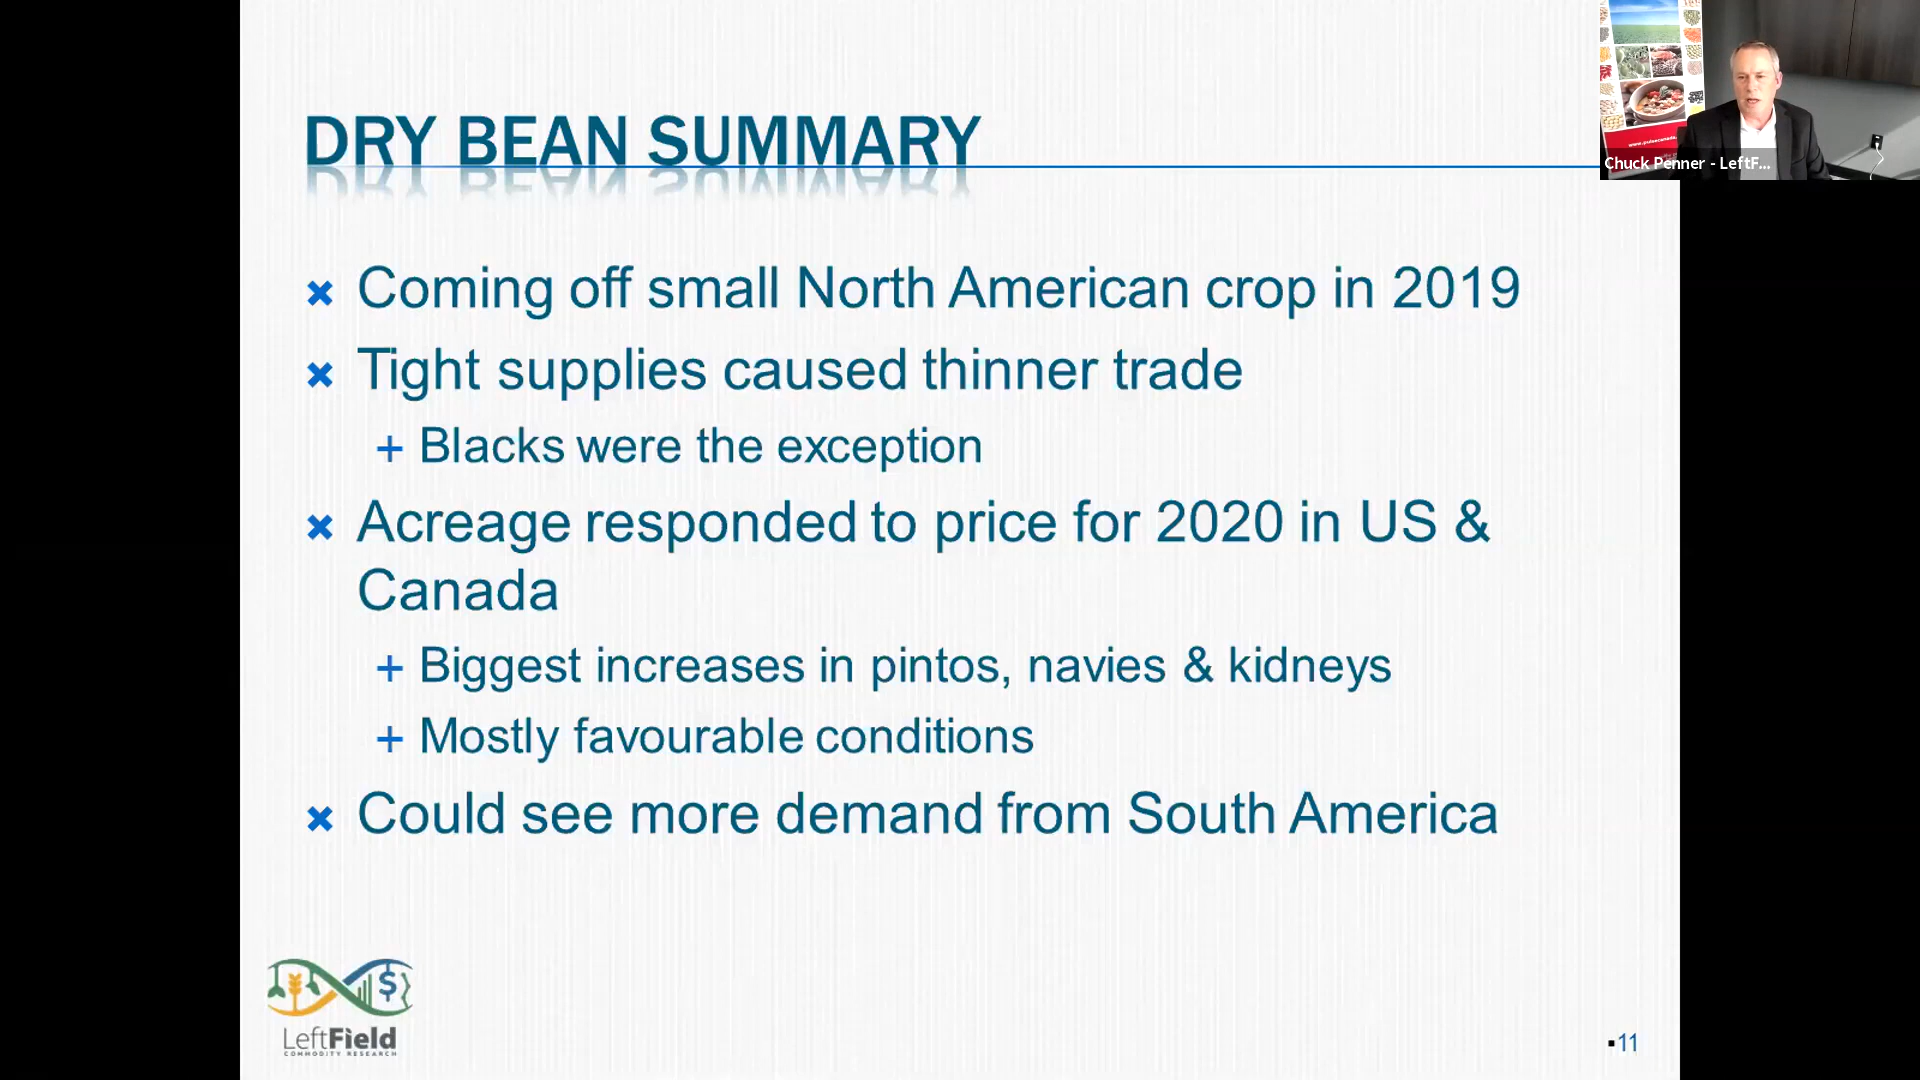 DRY BEAN SUMMARY
Coming off small North American crop in 2019
Tight supplies caused thinner trade
Blacks were the exception
Acreage responded to price for 2020 in US &
Canada
Biggest increases in pintos, navies & kidneys
Mostly favourable conditions
Could see more demand from South America
LeftField
COMMODITY RESEARCH
11
Chuck Penner - LeftF...